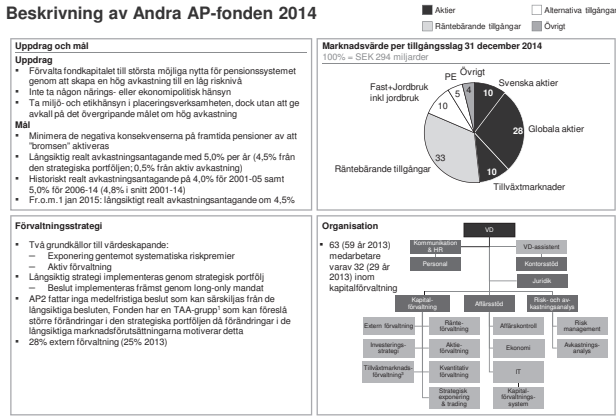 Beskrivning av Andra AP-fonden 2014
Aktier
Alternativa tillgångar
Räntebärande tillgångar
Övrigt
Uppdrag och mål
Uppdrag
▪ Förvalta fondkapitalet till största möjliga nytta för pensionssystemet
genom att skapa en hög avkastning till en låg risknivå
▪ Inte ta någon närings- eller ekonomipolitisk hänsyn
▪ Ta miljö- och etikhänsyn i placeringsverksamheten, dock utan att ge
avkall på det övergripande målet om hög avkastning
Mål
▪ Minimera de negativa konsekvenserna på framtida pensioner av att
"bromsen" aktiveras
▪ Långsiktig realt avkastningsantagande med 5,0% per år (4,5% från
den strategiska portföljen; 0,5% från aktiv avkastning)
▪ Historiskt realt avkastningsantagande på 4,0% för 2001-05 samt
5,0% för 2006-14 (4,8% i snitt 2001-14)
▪ Fr.o.m.1 jan 2015: långsiktigt realt avkastningsantagande om 4,5%
Marknadsvärde per tillgångsslag 31 december 2014
100% = SEK 294 miljarder
Övrigt
PE
Fast+Jordbruk
inkl jordbruk
4
5
10
10
Svenska aktier
28
Globala aktier
33
Räntebärande tillgångar
10
Tillväxtmarknader
Förvaltningsstrategi
▪ Två grundkällor till värdeskapande:
– Exponering gentemot systematiska riskpremier
– Aktiv förvaltning
▪ Långsiktig strategi implementeras genom strategisk portfölj
– Beslut implementeras främst genom long-only mandat
▪ AP2 fattar inga medelfristiga beslut som kan särskiljas från de
långsiktiga besluten, Fonden har en TAA-grupp¹ som kan föreslå
större förändringar i den strategiska portföljen då förändringar i de
långsiktiga marknadsförutsättningarna motiverar detta
▪ 28% extern förvaltning (25% 2013)
Organisation
▪ 63 (59 år 2013)
medarbetare
varav 32 (29 år
2013) inom
kapitalförvaltning
VD
Kommunikation
& HR
VD-assistent
Personal
Kontorsstöd
Juridik
Kapital-
förvaltning
Affärsstöd
Risk- och av-
kastningsanalys
Extern förvaltning
Ränte-
förvaltning
Affärskontroll
Risk
management
Investerings-
strategi
Aktie-
förvaltning
Ekonomi
Avkastnings-
analys
Tillväxtmarknads-
förvaltning²
Kvantitativ
förvaltning
IT
Strategisk
exponering
& trading
Kapital-
förvaltnings-
system